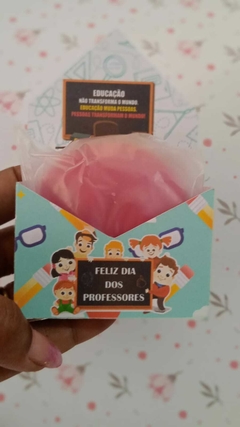 EDUCAÇÃO
NÃO TRANSFORMA O MUNDO.
EDUCAÇÃO MUDA PESSOAS.
PESSOAS TRANSFORMAM O MUNDO!
FELIZ DIA
DOS
PROFESSORES